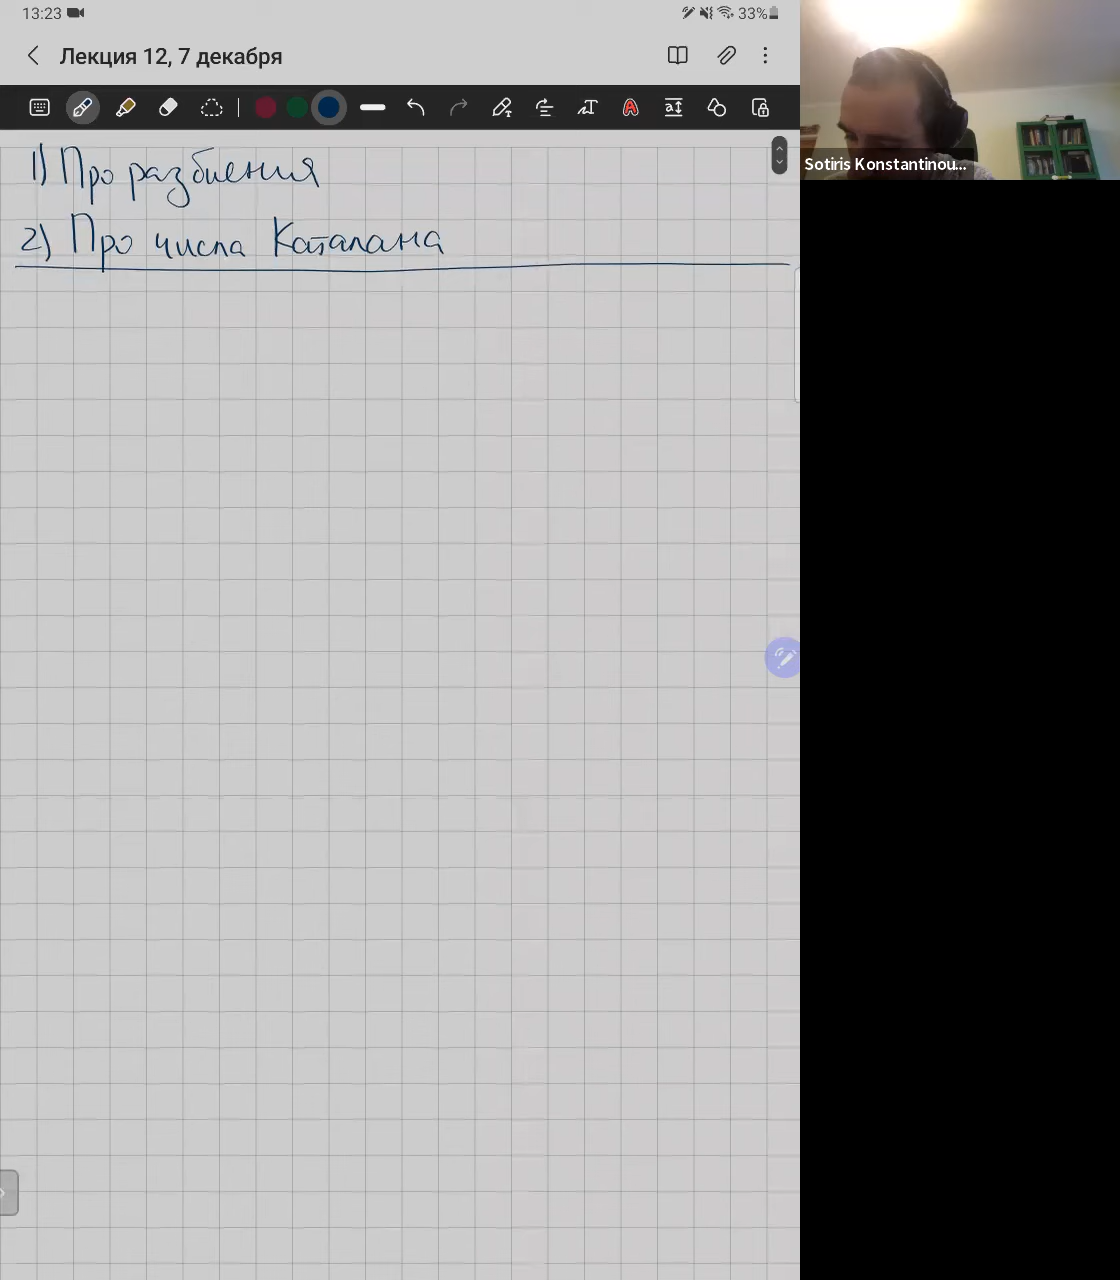 13:23
33%
Лекция 12, 7 декабря
1) Про разбиения
2) Про числа Каталана
Sotiris Konstantinou...